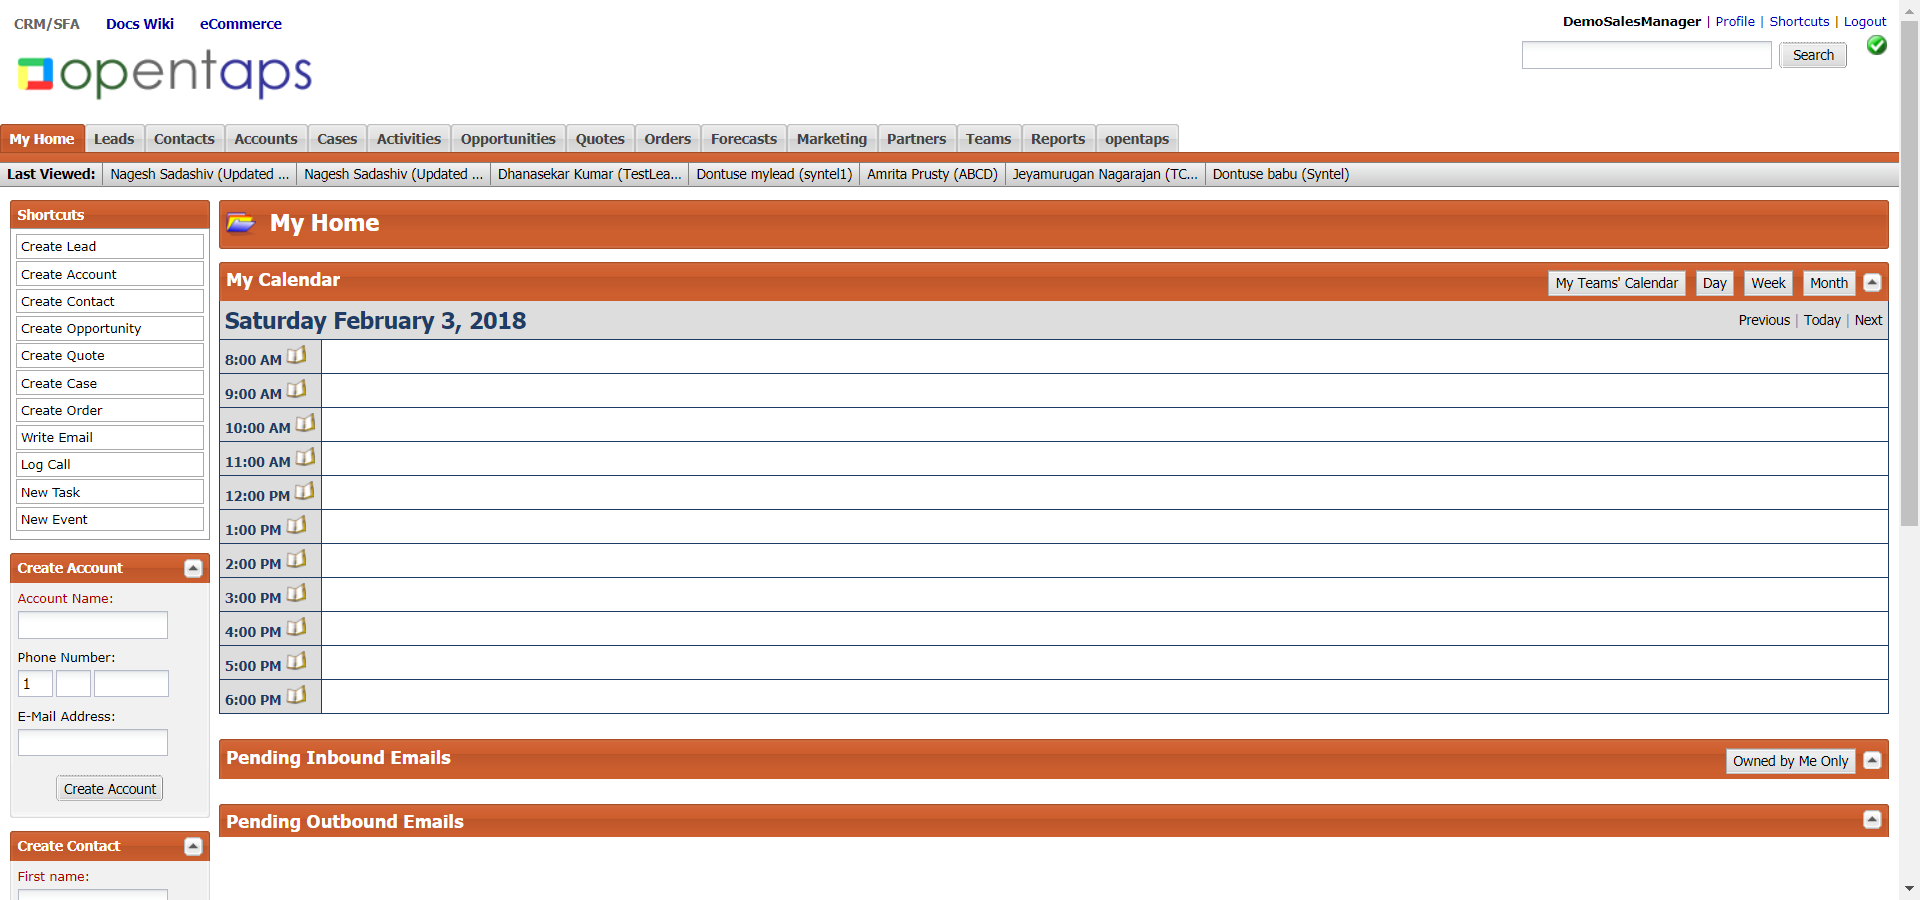 CRM/SFA Docs Wiki eCommerce
DemoSalesManager | Profile | Shortcuts | Logout
opentaps
Search
My Home Leads Contacts Accounts Cases Activities Opportunities Quotes Orders Forecasts Marketing Partners Teams Reports opentaps
Last Viewed: Nagesh Sadashiv (Updated ... Nagesh Sadashiv (Updated ... Dhanasekar Kumar (TestLea... Dontuse mylead (syntel1) Amrita Prusty (ABCD) Jeyamurugan Nagarajan (TC... Dontuse babu (Syntel)
Shortcuts
Create Lead
Create Account
Create Contact
Create Opportunity
Create Quote
Create Case
Create Order
Write Email
Log Call
New Task
New Event
Create Account
Account Name:
Phone Number:
1
E-Mail Address:
Create Account
Create Contact
First name:
My Home
My Calendar
My Teams' Calendar Day Week Month
Saturday February 3, 2018
Previous | Today | Next
8:00 AM
9:00 AM
10:00 AM
11:00 AM
12:00 PM
1:00 PM
2:00 PM
3:00 PM
4:00 PM
5:00 PM
6:00 PM
Pending Inbound Emails
Owned by Me Only
Pending Outbound Emails